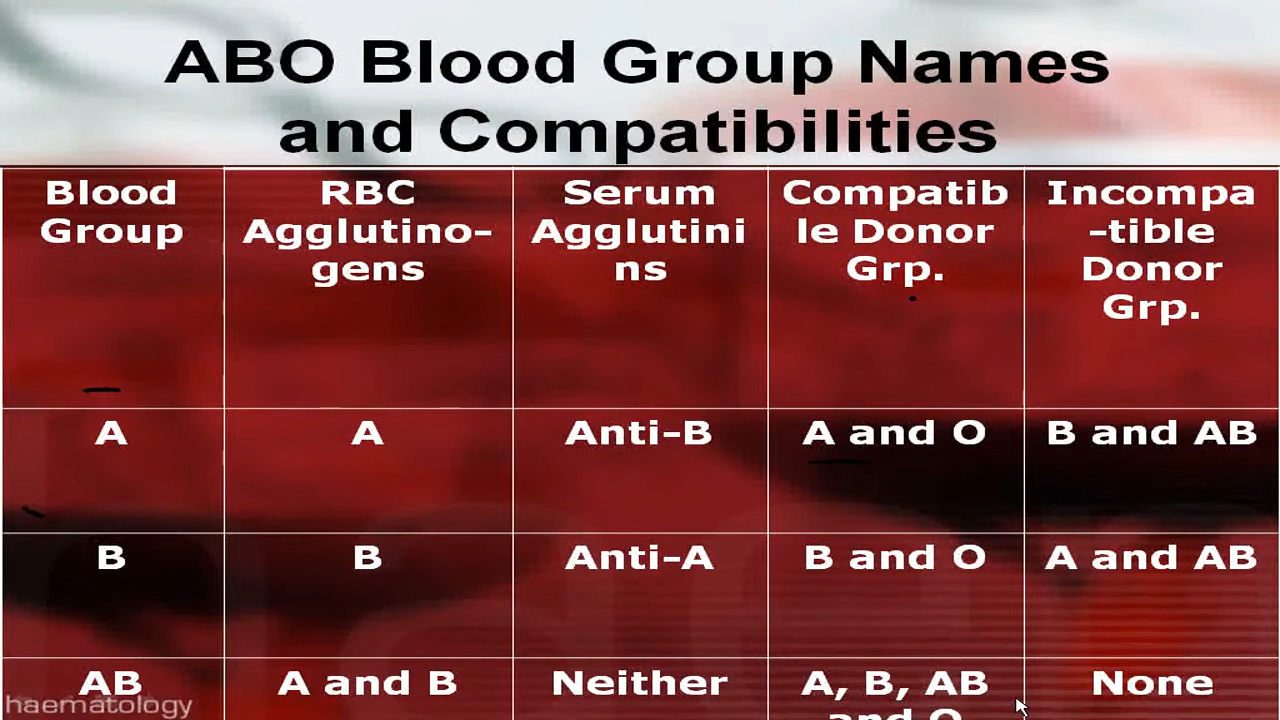 ABO Blood Group Names
and Compatibilities
Blood
Group
RBC
Agglutino-
gens
Serum
Agglutini
ns
Compatib
le Donor
Grp.
Incompa
-tible
Donor
Grp.
A
A
Anti-B
A and O
B and AB
B
B
Anti-A
B and O
A and AB
AB
A and B
Neither
A, B, AB
and O
None
haematology